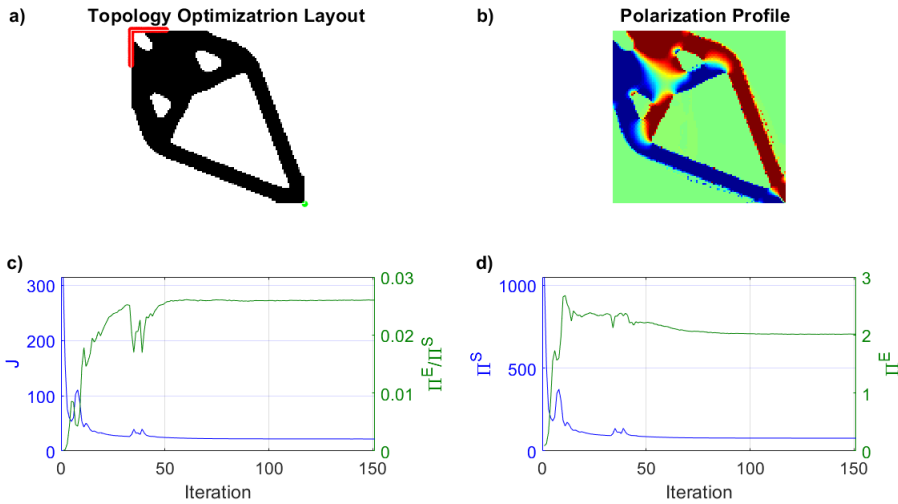 a)
Topology Optimizatrion Layout
b)
Polarization Profile
c)
300
200
100
0
J
0.03
0.02
0.01
0
Π^E/Π^S
0
50
100
150
Iteration
d)
1000
500
0
Π^S
3
2
1
0
Π^E
0
50
100
150
Iteration